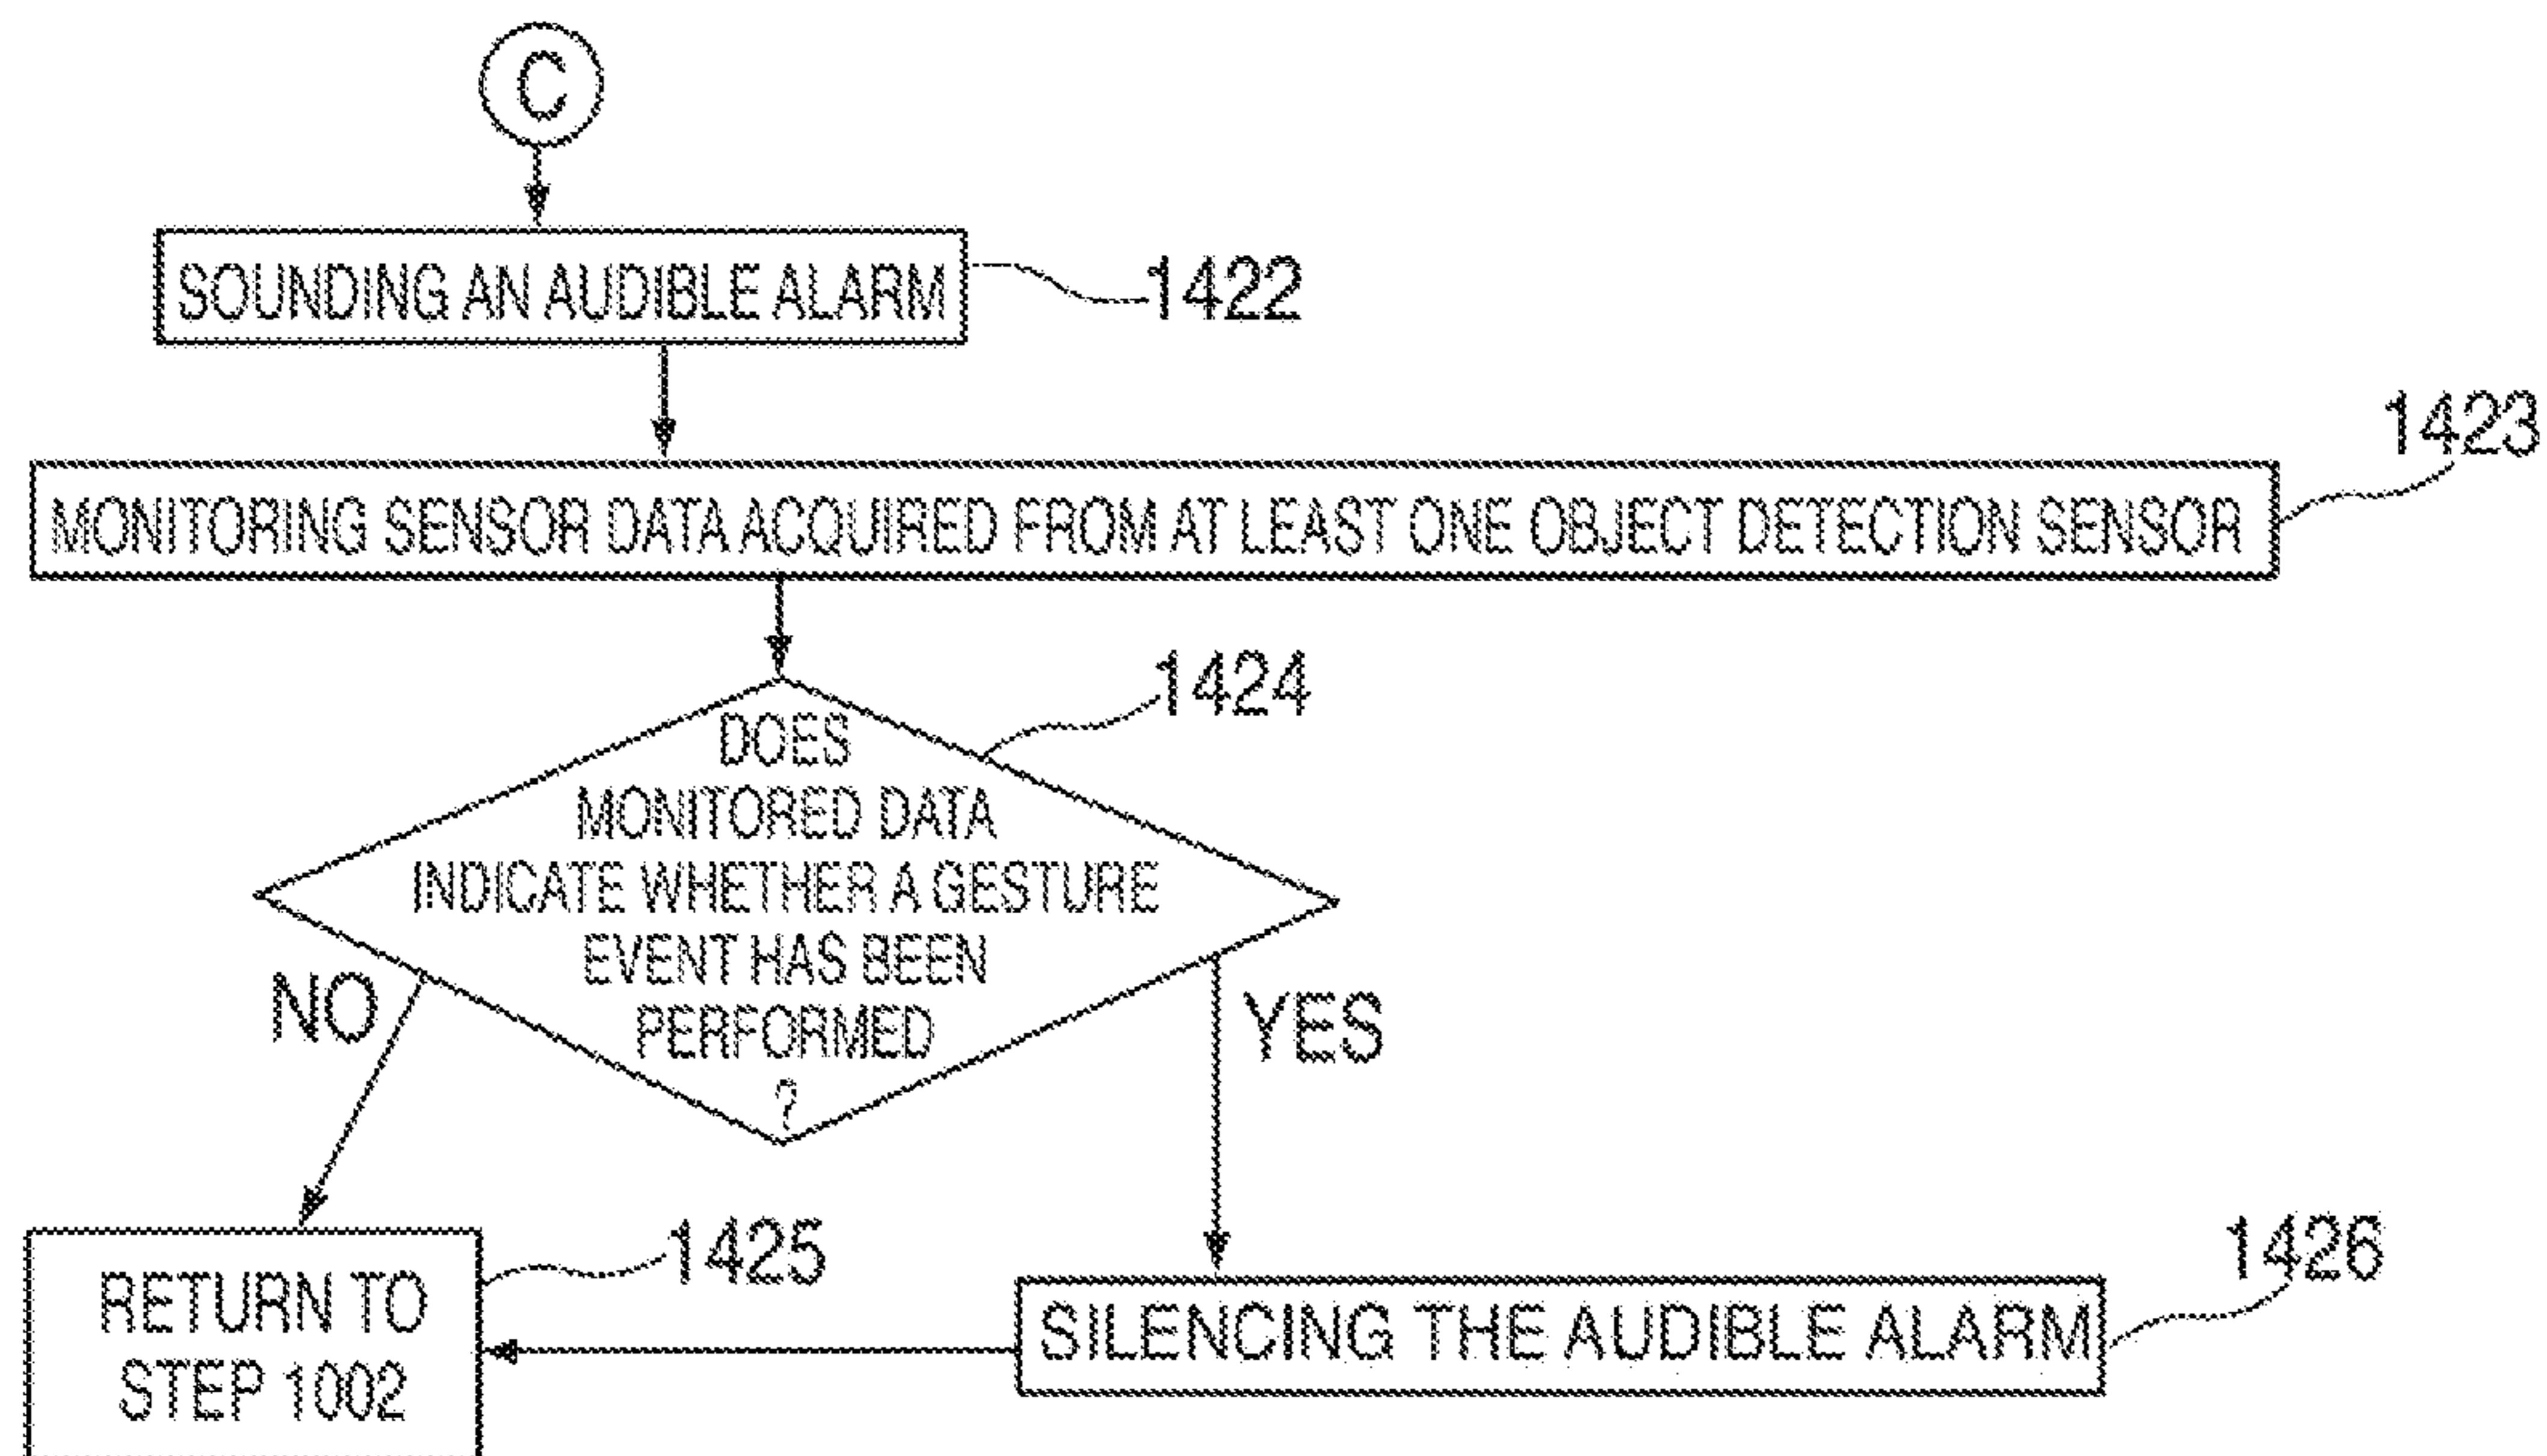 C
SOUNDING AN AUDIBLE ALARM
1422
1423
MONITORING SENSOR DATA ACQUIRED FROM AT LEAST ONE OBJECT DETECTION SENSOR
1424
DOES
MONITORED DATA
INDICATE WHETHER A GESTURE
EVENT HAS BEEN
PERFORMED
?
NO
YES
1425
RETURN TO
STEP 1002
1426
SILENCING THE AUDIBLE ALARM